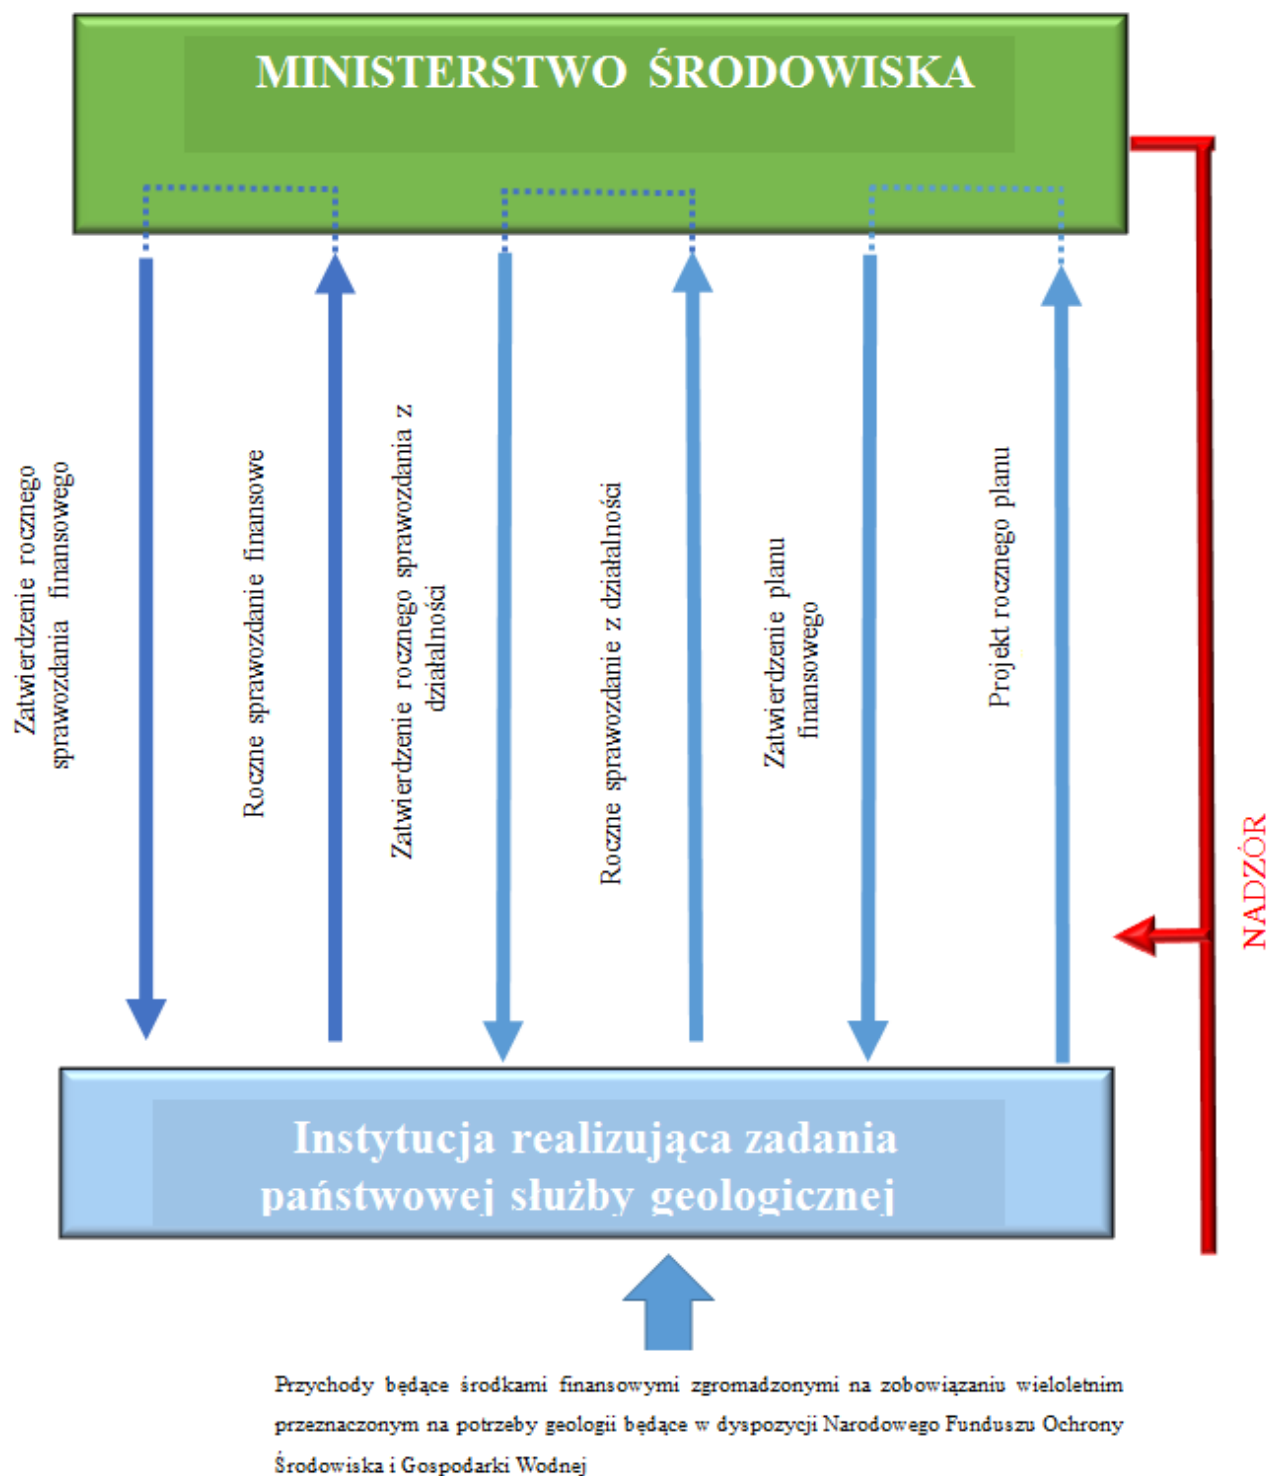 MINISTERSTWO ŚRODOWISKA
Zatwierdzenie rocznego
sprawozdania finansowego
Roczne sprawozdanie finansowe
Zatwierdzenie rocznego sprawozdania z
działalności
Roczne sprawozdanie z działalności
Zatwierdzenie planu
finansowego
Projekt rocznego planu
NADZÓR
Instytucja realizująca zadania
państwowej służby geologicznej
Przychody będące środkami finansowymi zgromadzonymi na zobowiązaniu wieloletnim
przeznaczonym na potrzeby geologii będące w dyspozycji Narodowego Funduszu Ochrony
Środowiska i Gospodarki Wodnej